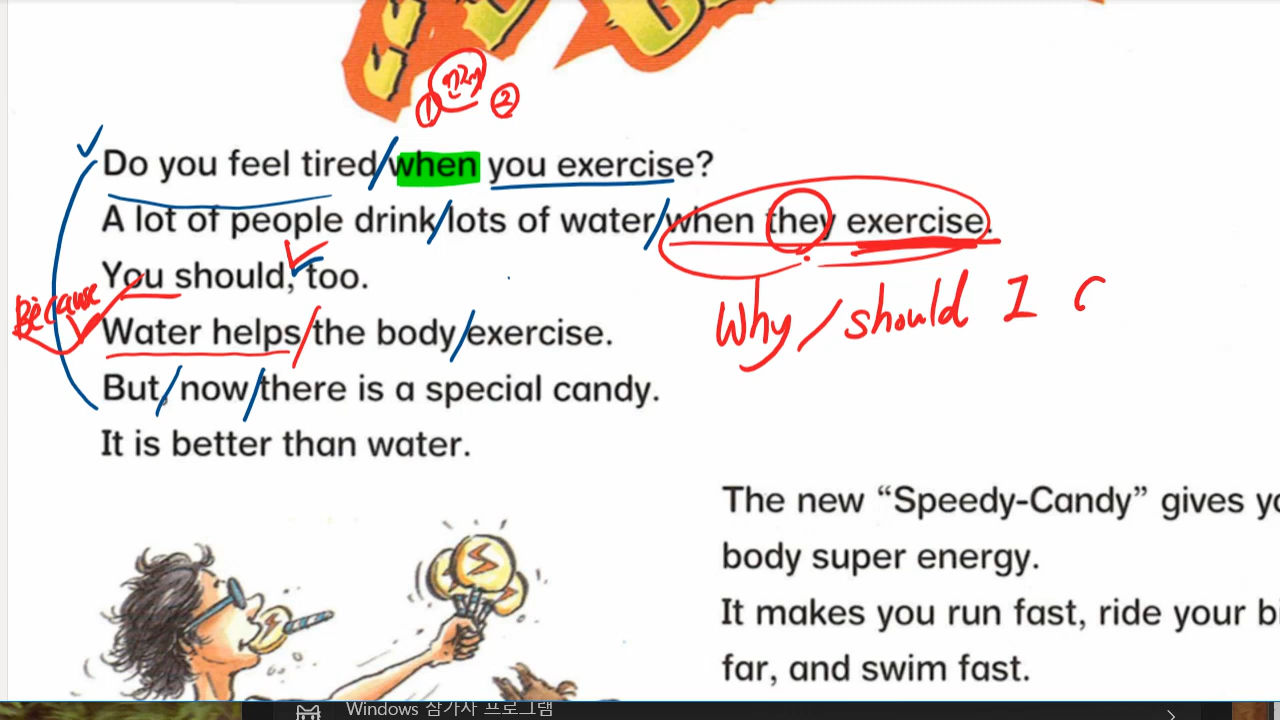 ① ②
Do you feel tired when you exercise?
A lot of people drink lots of water when they exercise.
You should, too.
Because
Why should I
Water helps the body exercise.
But, now there is a special candy.
It is better than water.
The new “Speedy-Candy” gives
body super energy.
It makes you run fast, ride your
far, and swim fast.
Windows 참가자 프로그램